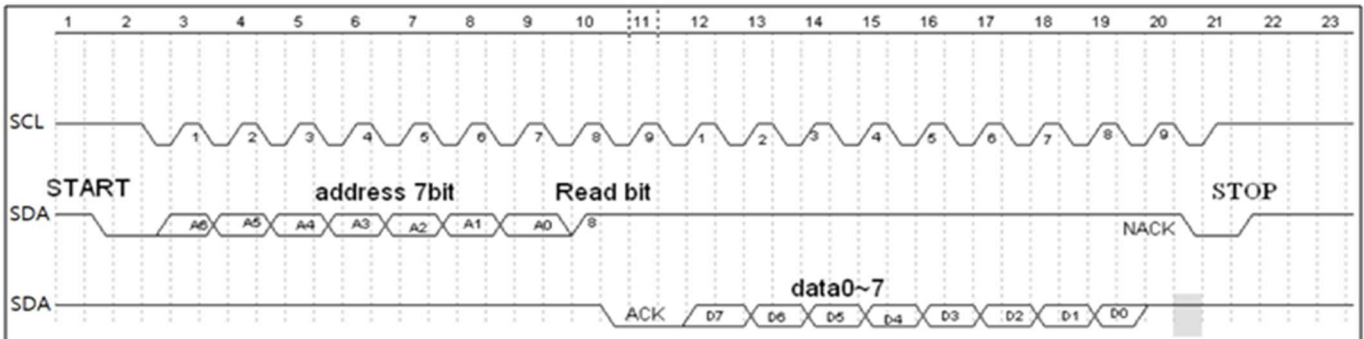 1 2 3 4 5 6 7 8 9 10 11 12 13 14 15 16 17 18 19 20 21 22 23
SCL 1 2 3 4 5 6 7 8 9 1 2 3 4 5 6 7 8 9
START address 7bit Read bit STOP
SDA A6 A5 A4 A3 A2 A1 A0 8 NACK
data0~7
SDA ACK D7 D6 D5 D4 D3 D2 D1 D0